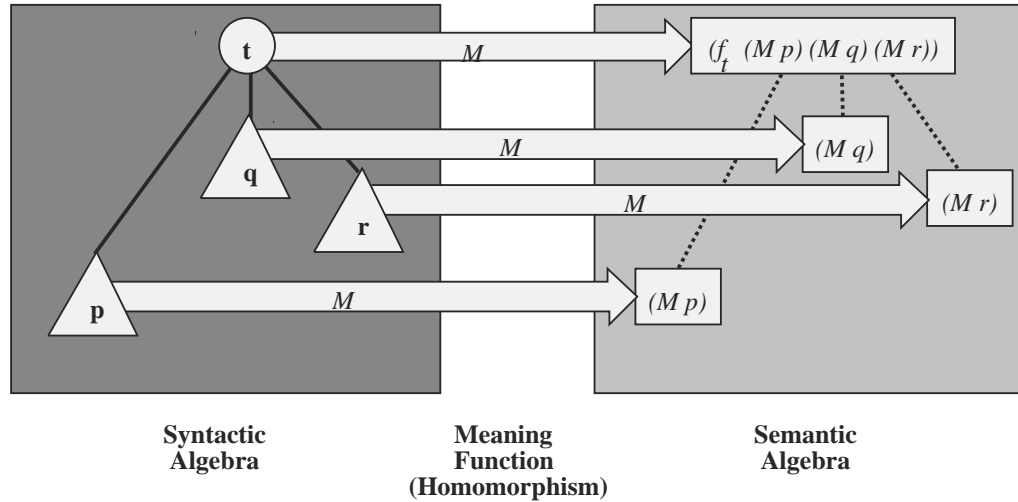 t
M
(f_t (M p) (M q) (M r))
q
M
(M q)
r
M
(M r)
p
M
(M p)
Syntactic
Algebra
Meaning
Function
(Homomorphism)
Semantic
Algebra